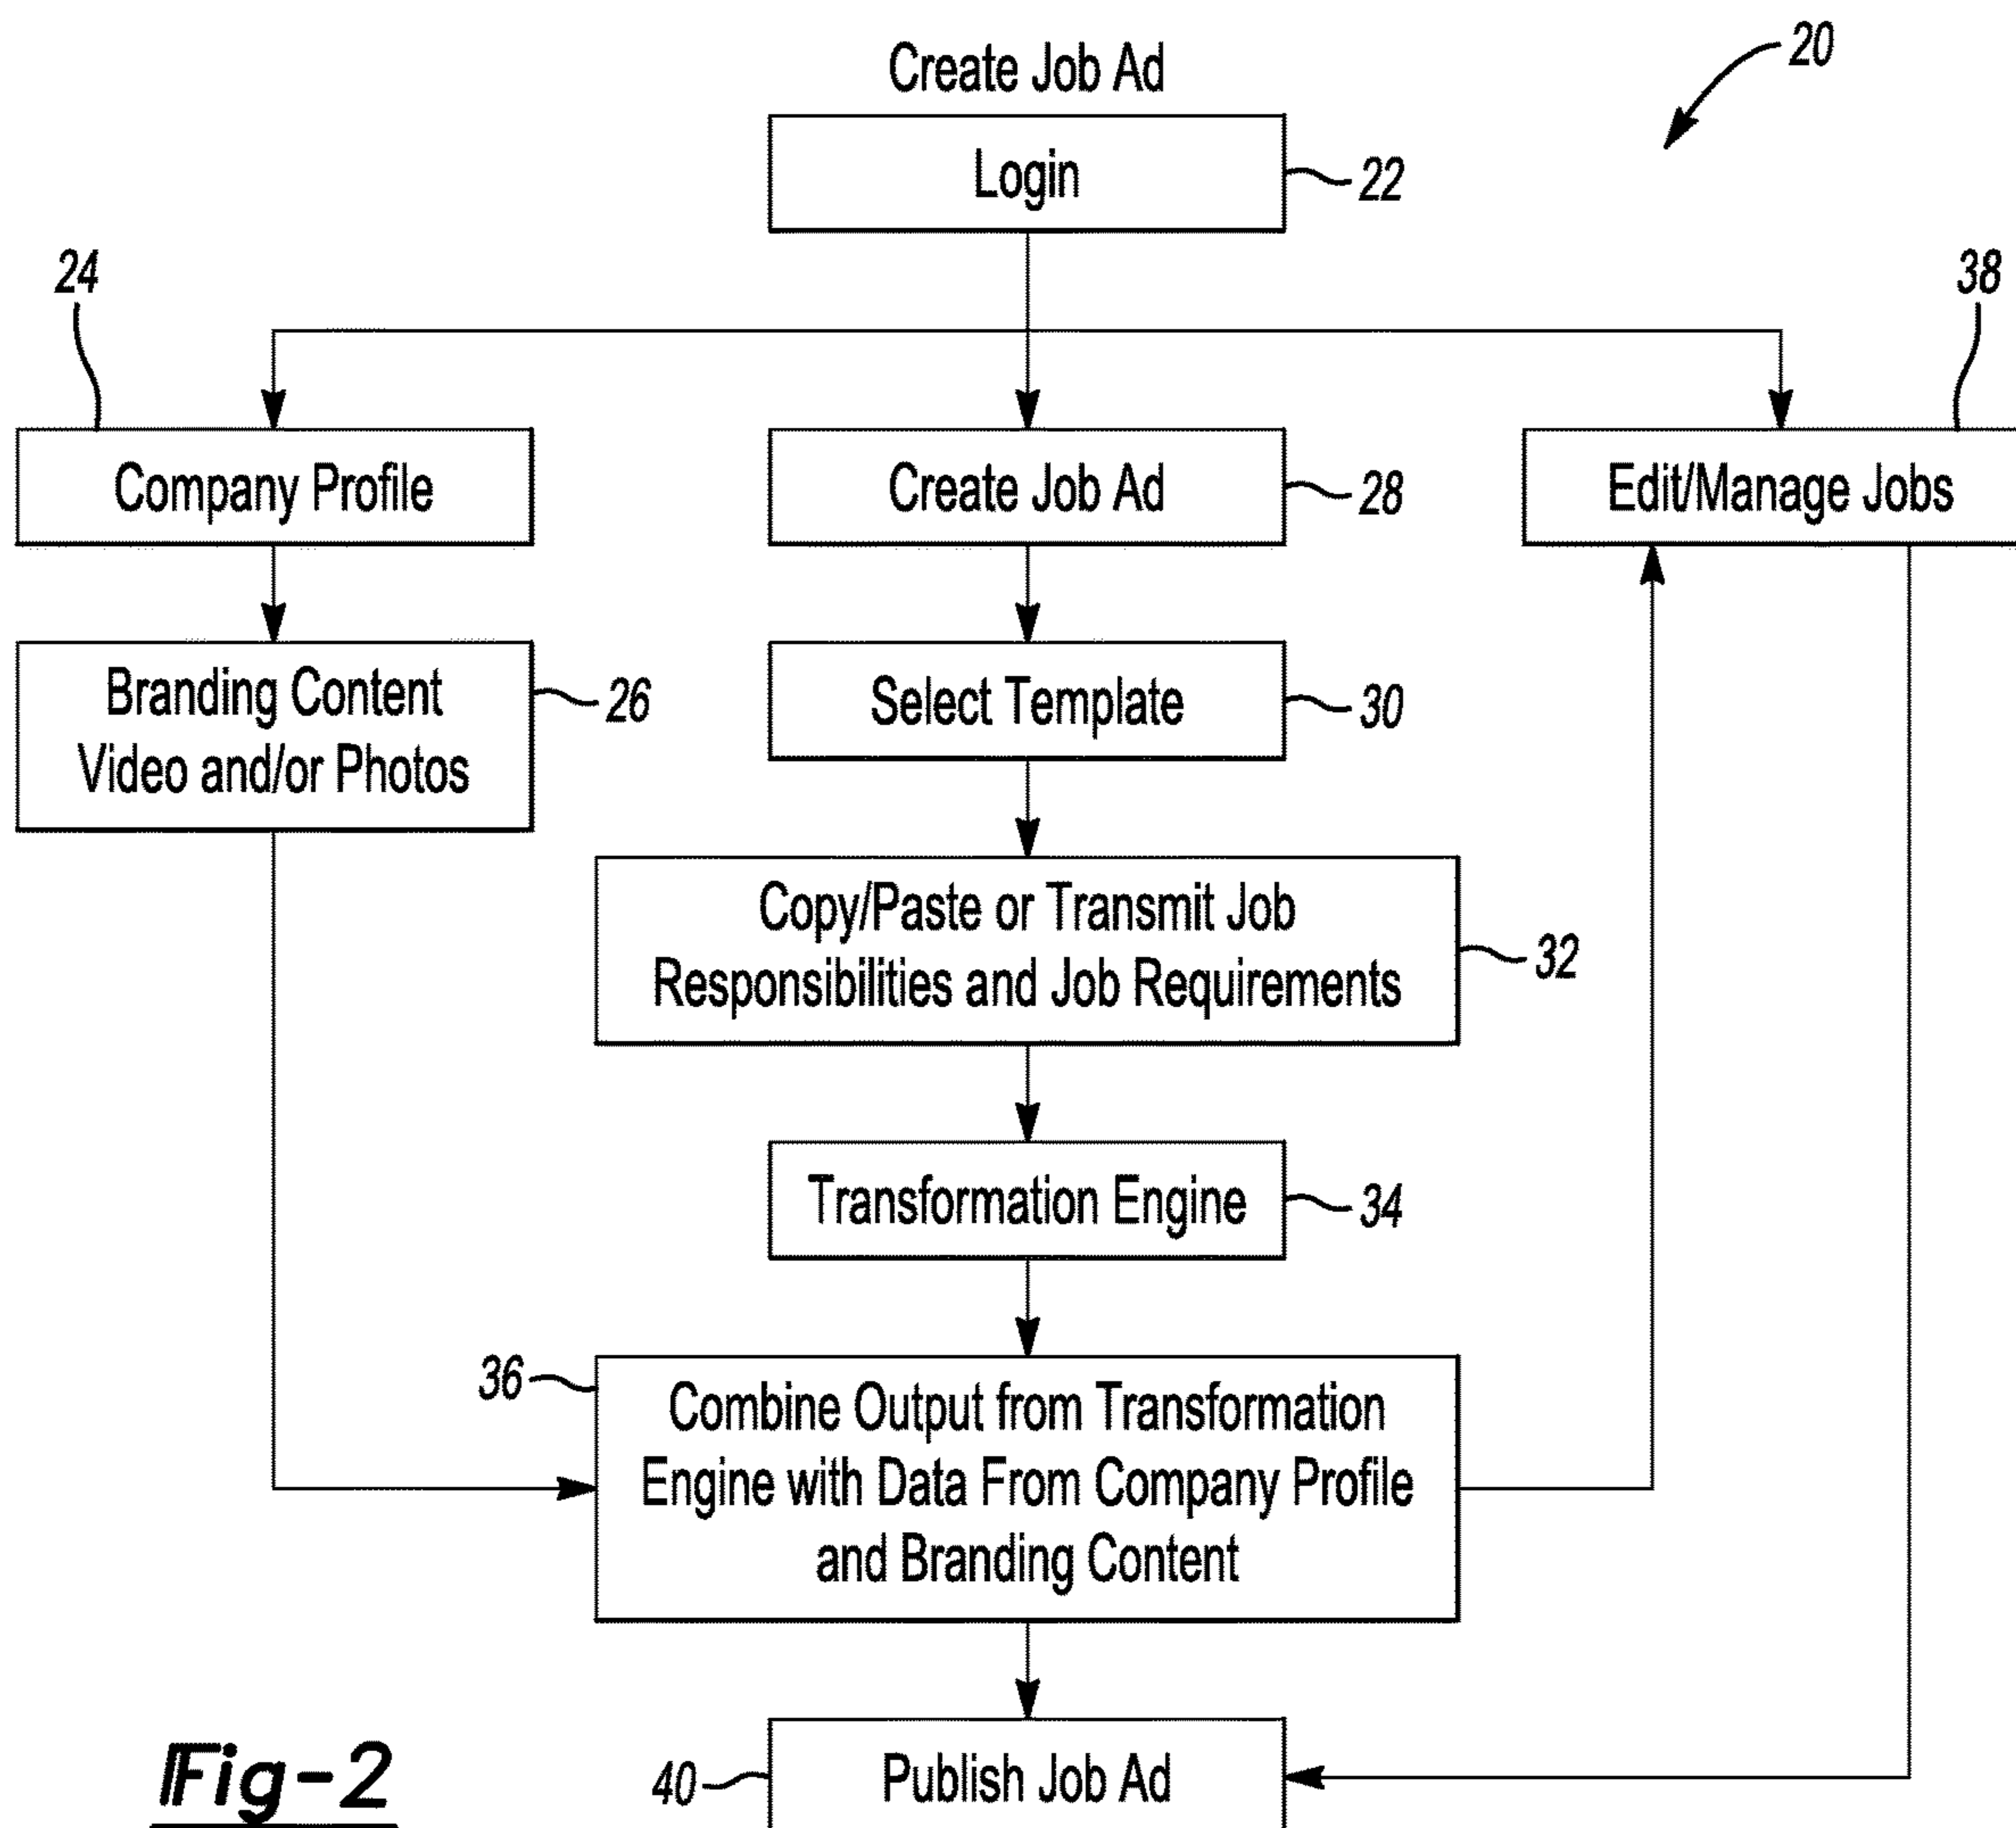 20
Create Job Ad
Login
22
24
38
Company Profile
Create Job Ad
28
Edit/Manage Jobs
Branding Content
Video and/or Photos
26
Select Template
30
Copy/Paste or Transmit Job
Responsibilities and Job Requirements
32
Transformation Engine
34
36
Combine Output from Transformation
Engine with Data From Company Profile
and Branding Content
40
Publish Job Ad
Fig-2